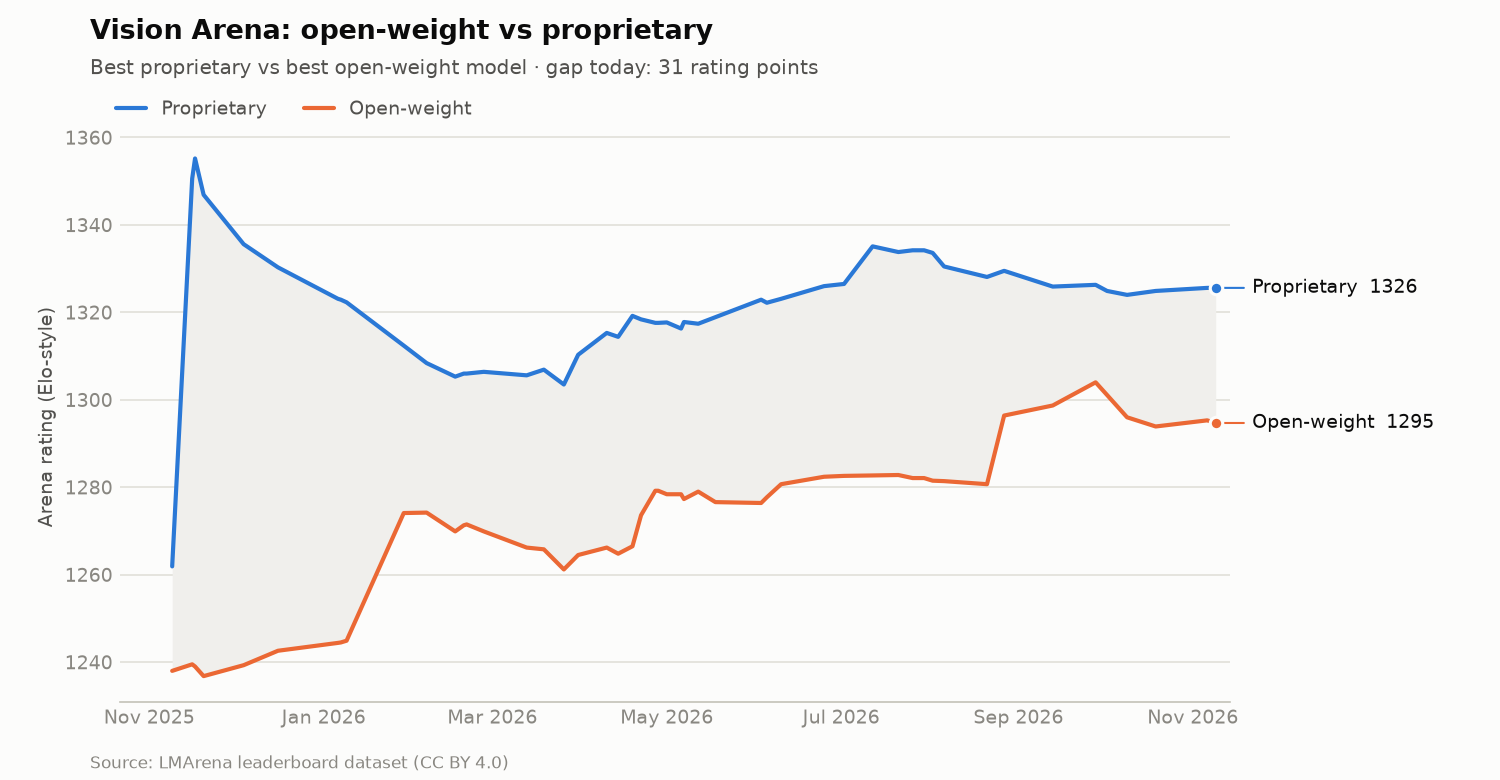 Vision Arena: open-weight vs proprietary
Best proprietary vs best open-weight model · gap today: 31 rating points
Proprietary Open-weight
1360
1340
1320
1300
1280
1260
1240
Arena rating (Elo-style)
Proprietary 1326
Open-weight 1295
Nov 2025 Jan 2026 Mar 2026 May 2026 Jul 2026 Sep 2026 Nov 2026
Source: LMArena leaderboard dataset (CC BY 4.0)